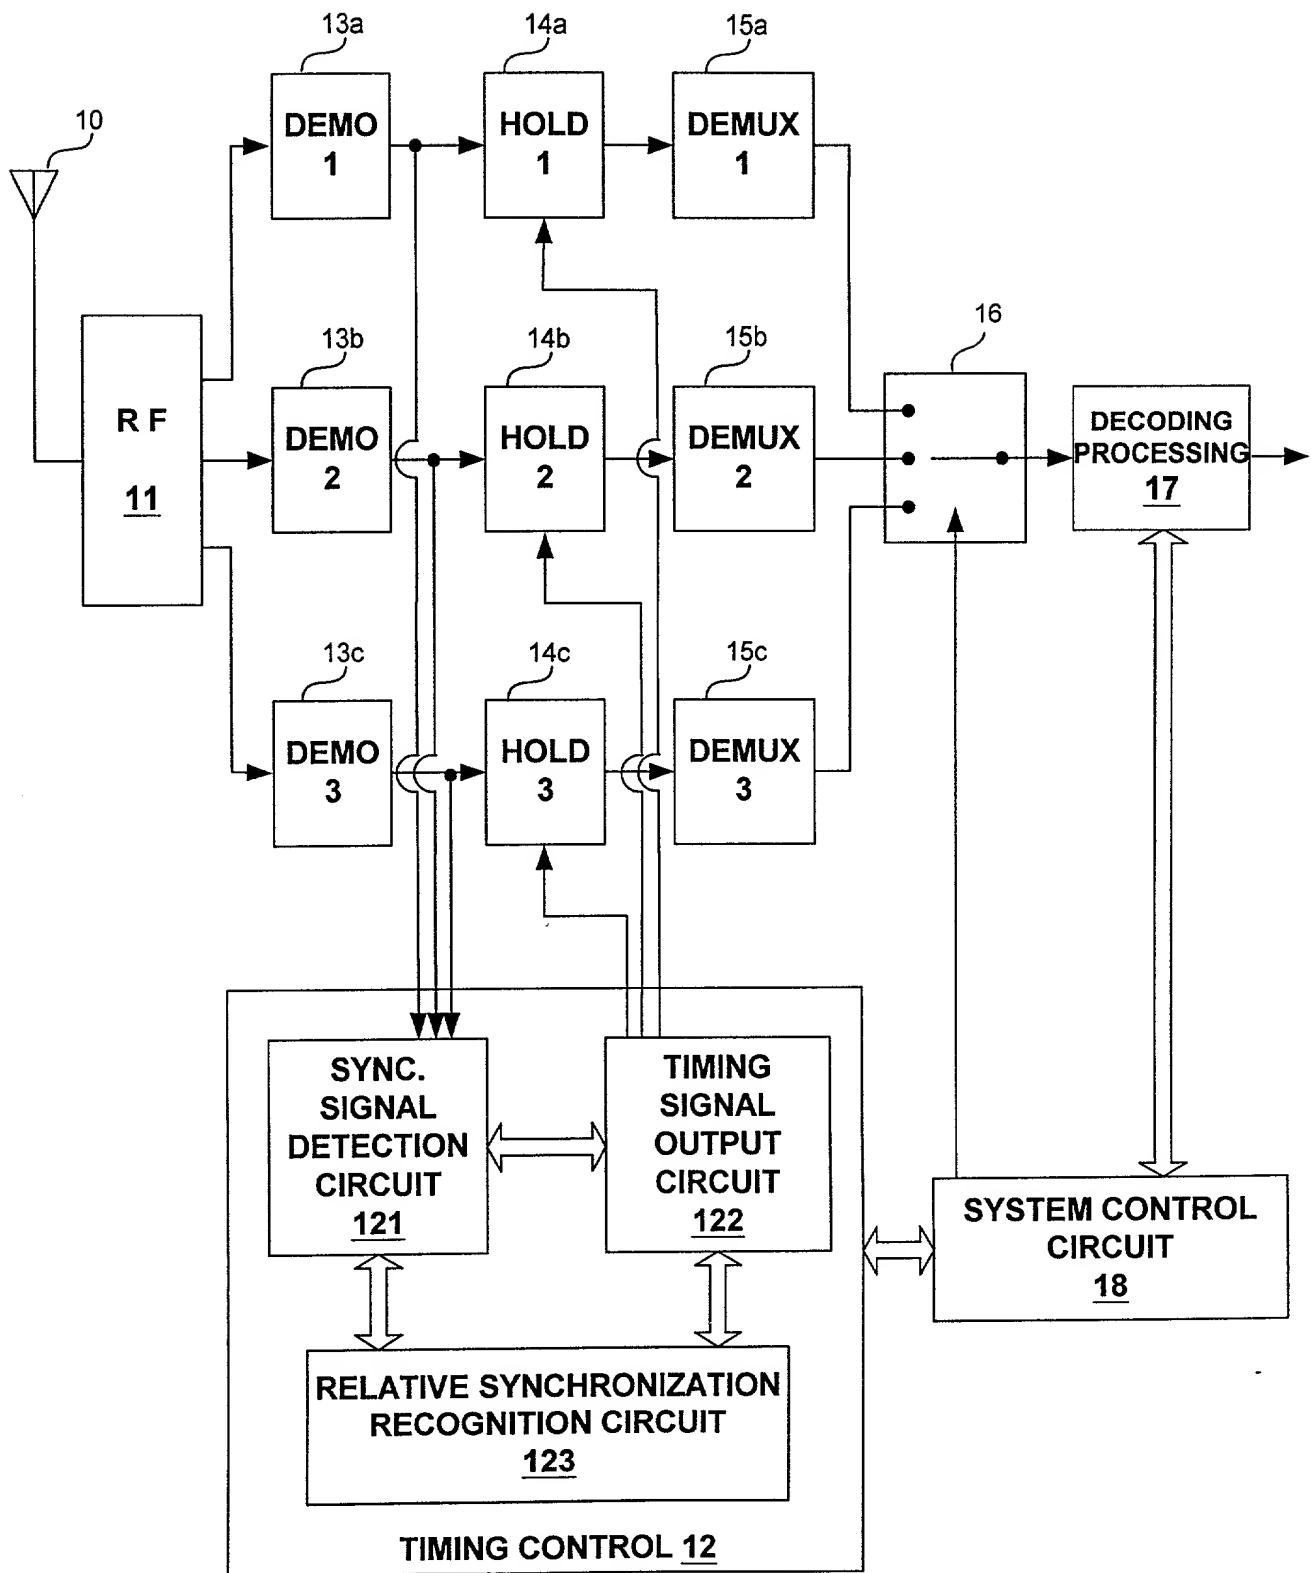 13a
14a
15a
10
DEMO
1
HOLD
1
DEMUX
1
13b
14b
15b
16
R F
11
DEMO
2
HOLD
2
DEMUX
2
DECODING
PROCESSING
17
13c
14c
15c
DEMO
3
HOLD
3
DEMUX
3
SYNC.
SIGNAL
DETECTION
CIRCUIT
121
TIMING
SIGNAL
OUTPUT
CIRCUIT
122
SYSTEM CONTROL
CIRCUIT
18
RELATIVE SYNCHRONIZATION
RECOGNITION CIRCUIT
123
TIMING CONTROL 12